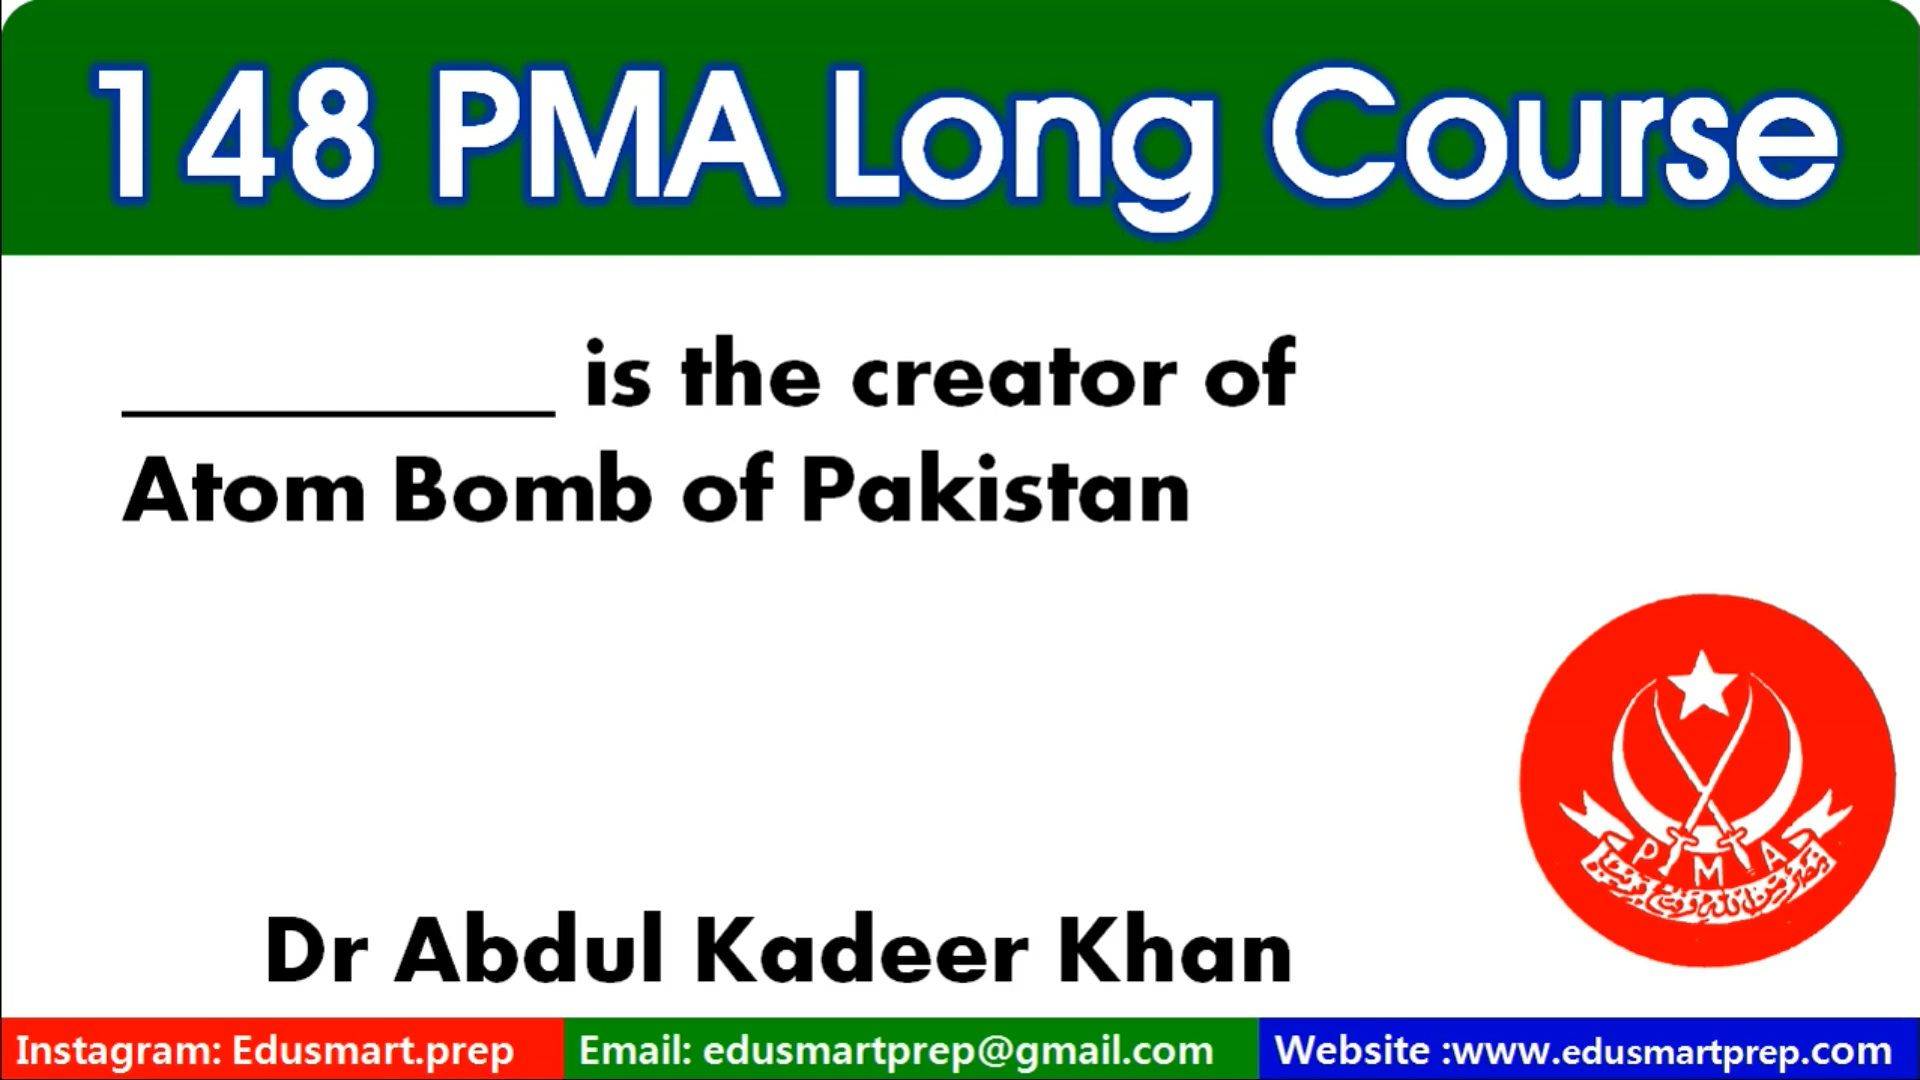 148 PMA Long Course
__________ is the creator of
Atom Bomb of Pakistan
Dr Abdul Kadeer Khan
P M A
Instagram: Edusmart.prep
Email: edusmartprep@gmail.com
Website :www.edusmartprep.com